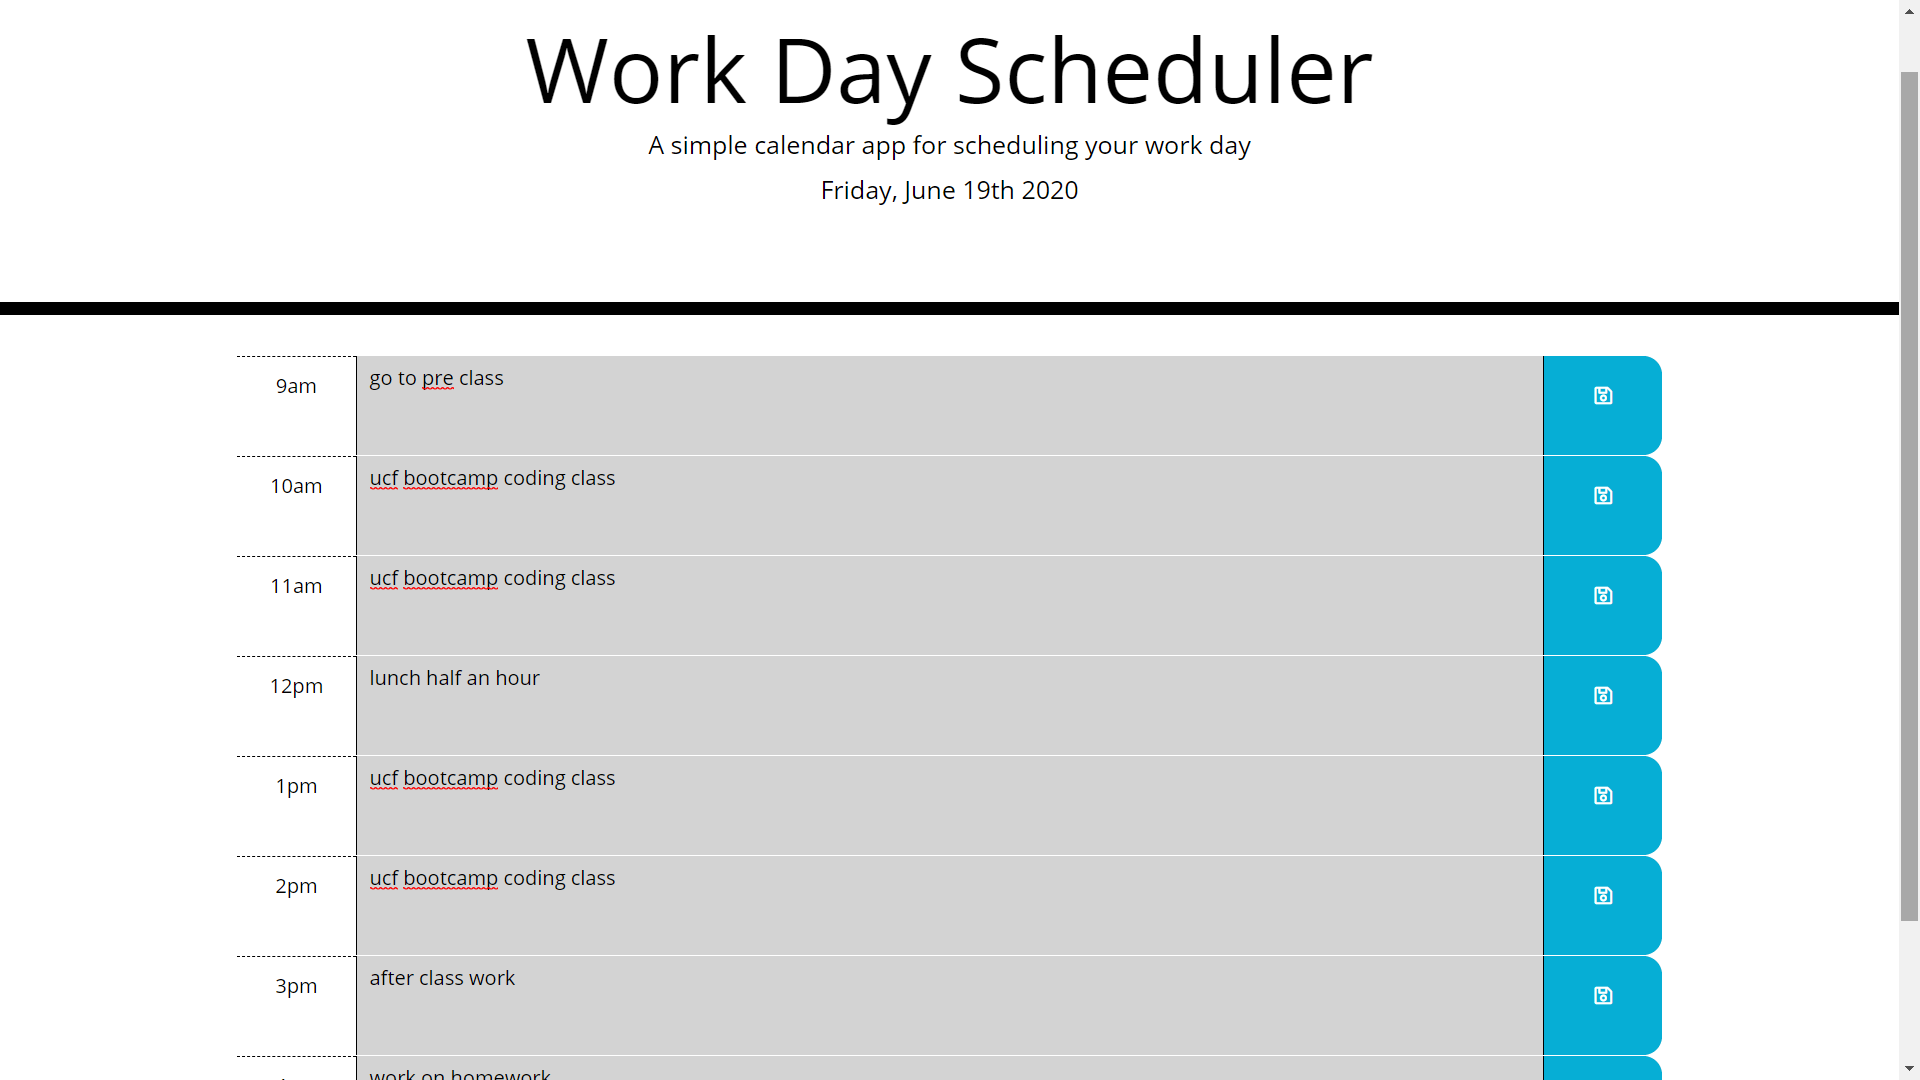 Work Day Scheduler
A simple calendar app for scheduling your work day
Friday, June 19th 2020
9am
go to pre class
10am
ucf bootcamp coding class
11am
ucf bootcamp coding class
12pm
lunch half an hour
1pm
ucf bootcamp coding class
2pm
ucf bootcamp coding class
3pm
after class work
work on homework